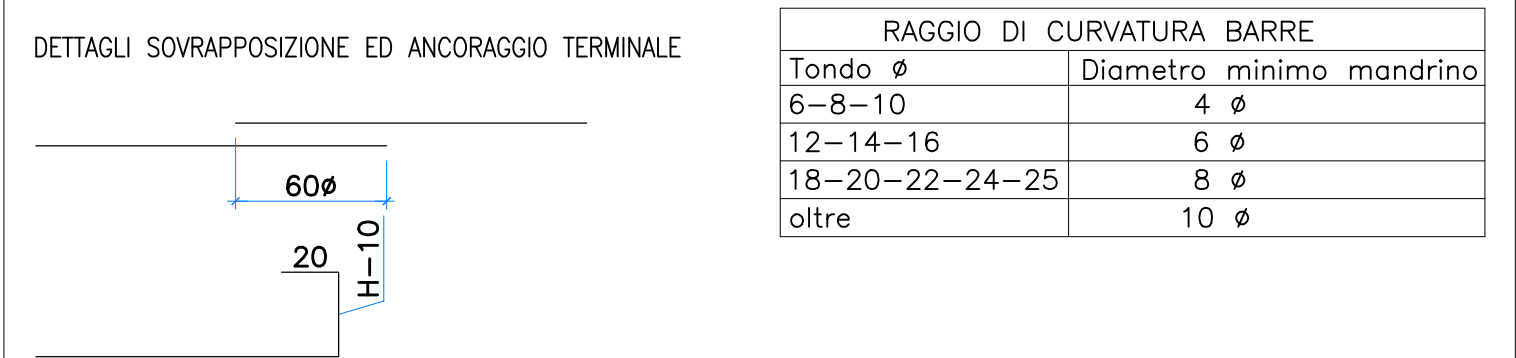 DETTAGLI SOVRAPPOSIZIONE ED ANCORAGGIO TERMINALE
60ø
20
H-10
RAGGIO DI CURVATURA BARRE
Tondo ø Diametro minimo mandrino
6-8-10 4 ø
12-14-16 6 ø
18-20-22-24-25 8 ø
oltre 10 ø